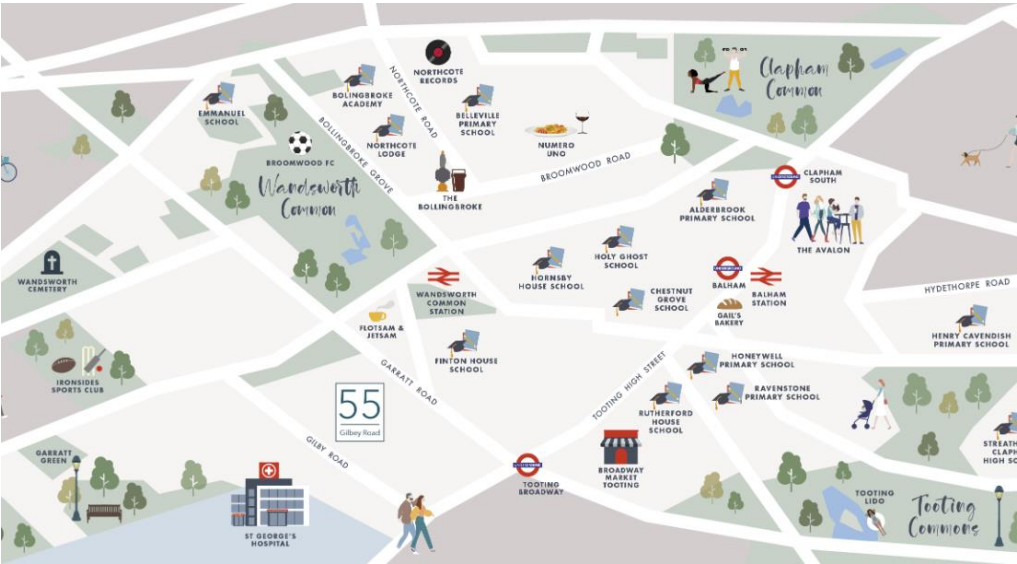 NORTHCOTE
RECORDS
Clapham
Common
EMMANUEL
SCHOOL
BOLINGBROKE
ACADEMY
NORTHCOTE ROAD
BELLEVILLE
PRIMARY
SCHOOL
BOLLINGBROKE GROVE
NORTHCOTE
LODGE
NUMERO
UNO
BROOMWOOD FC
BROOMWOOD ROAD
Wandsworth
Common
THE
BOLLINGBROKE
CLAPHAM
SOUTH
ALDERBROOK
PRIMARY SCHOOL
THE AVALON
HOLY GHOST
SCHOOL
WANDSWORTH
CEMETERY
HORNSBY
HOUSE SCHOOL
WANDSWORTH
COMMON
STATION
CHESTNUT
GROVE
SCHOOL
BALHAM
BALHAM
STATION
HYDETHORPE ROAD
GAIL'S
BAKERY
FLOTSAM &
JETSAM
HENRY CAVENDISH
PRIMARY SCHOOL
FINTON HOUSE
SCHOOL
HONEYWELL
PRIMARY SCHOOL
IRONSIDES
SPORTS CLUB
GARRATT ROAD
TOOTING HIGH STREET
RAVENSTONE
PRIMARY SCHOOL
55
Gilbey Road
RUTHERFORD
HOUSE
SCHOOL
GILBY ROAD
STREATH
CLAPH
HIGH SC
GARRATT
GREEN
BROADWAY
MARKET
TOOTING
TOOTING
BROADWAY
TOOTING
LIDO
Tooting
Commons
ST GEORGE'S
HOSPITAL